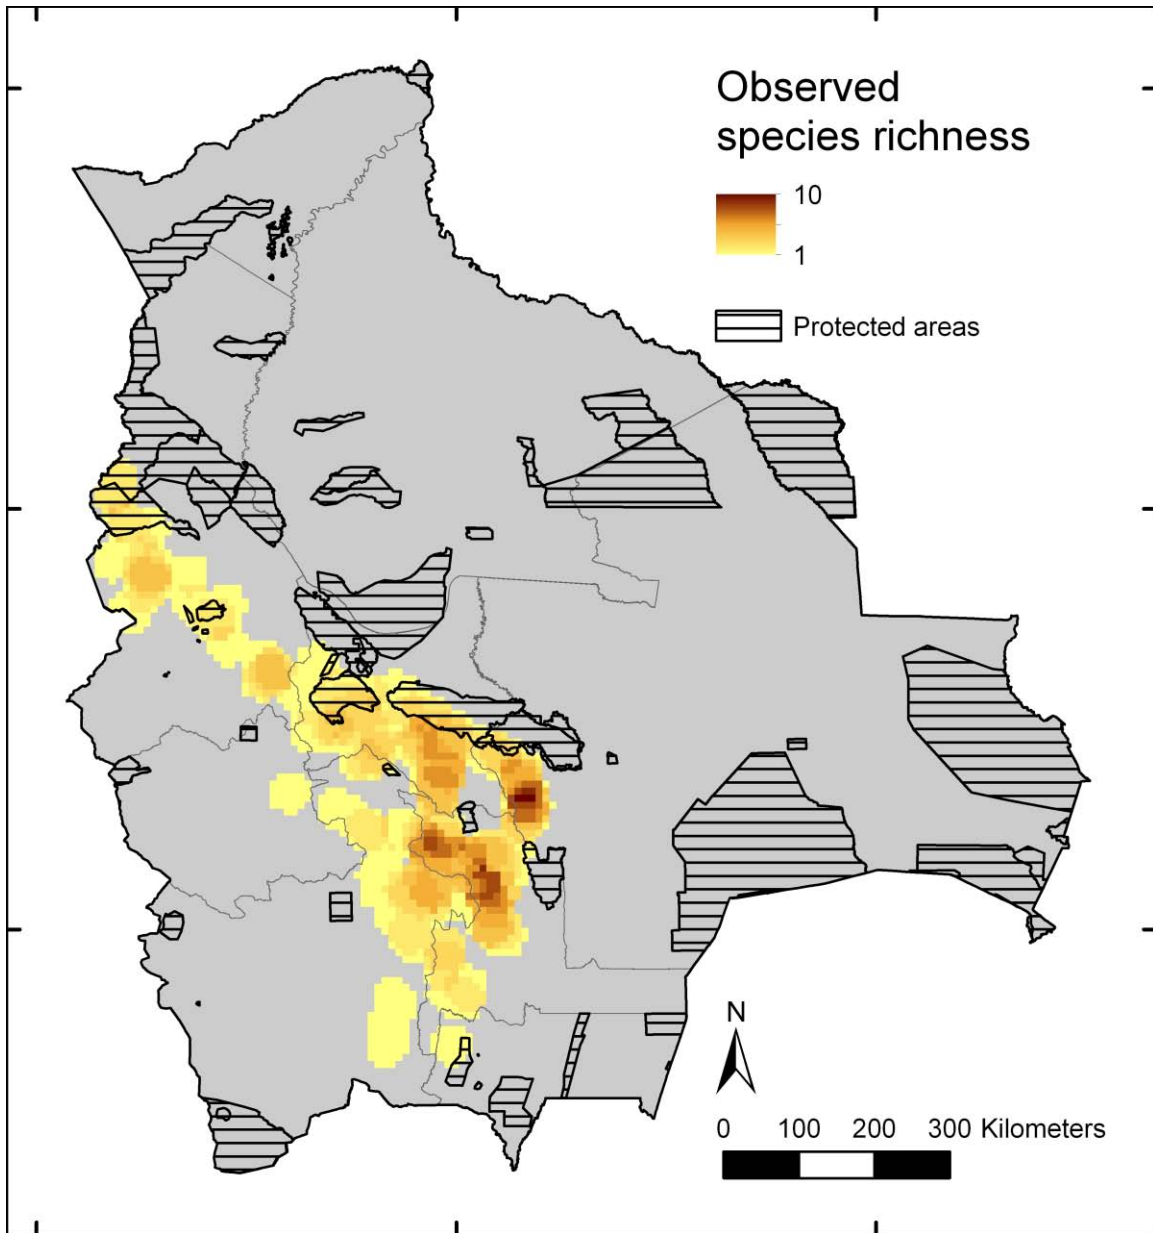 Observed
species richness
10
1
Protected areas
N
0 100 200 300 Kilometers